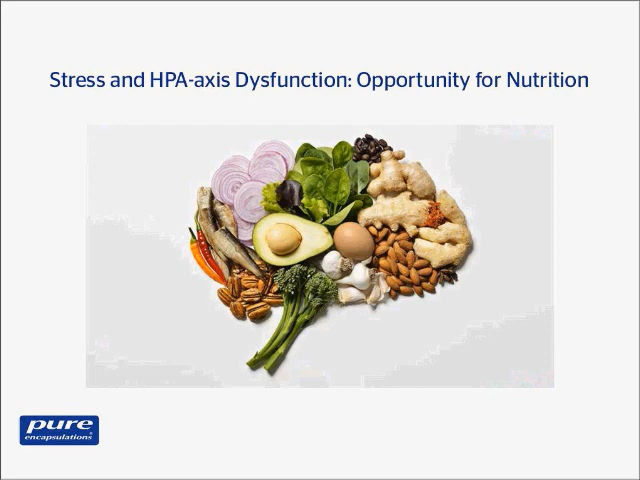 Stress and HPA-axis Dysfunction: Opportunity for Nutrition
pure
encapsulations®